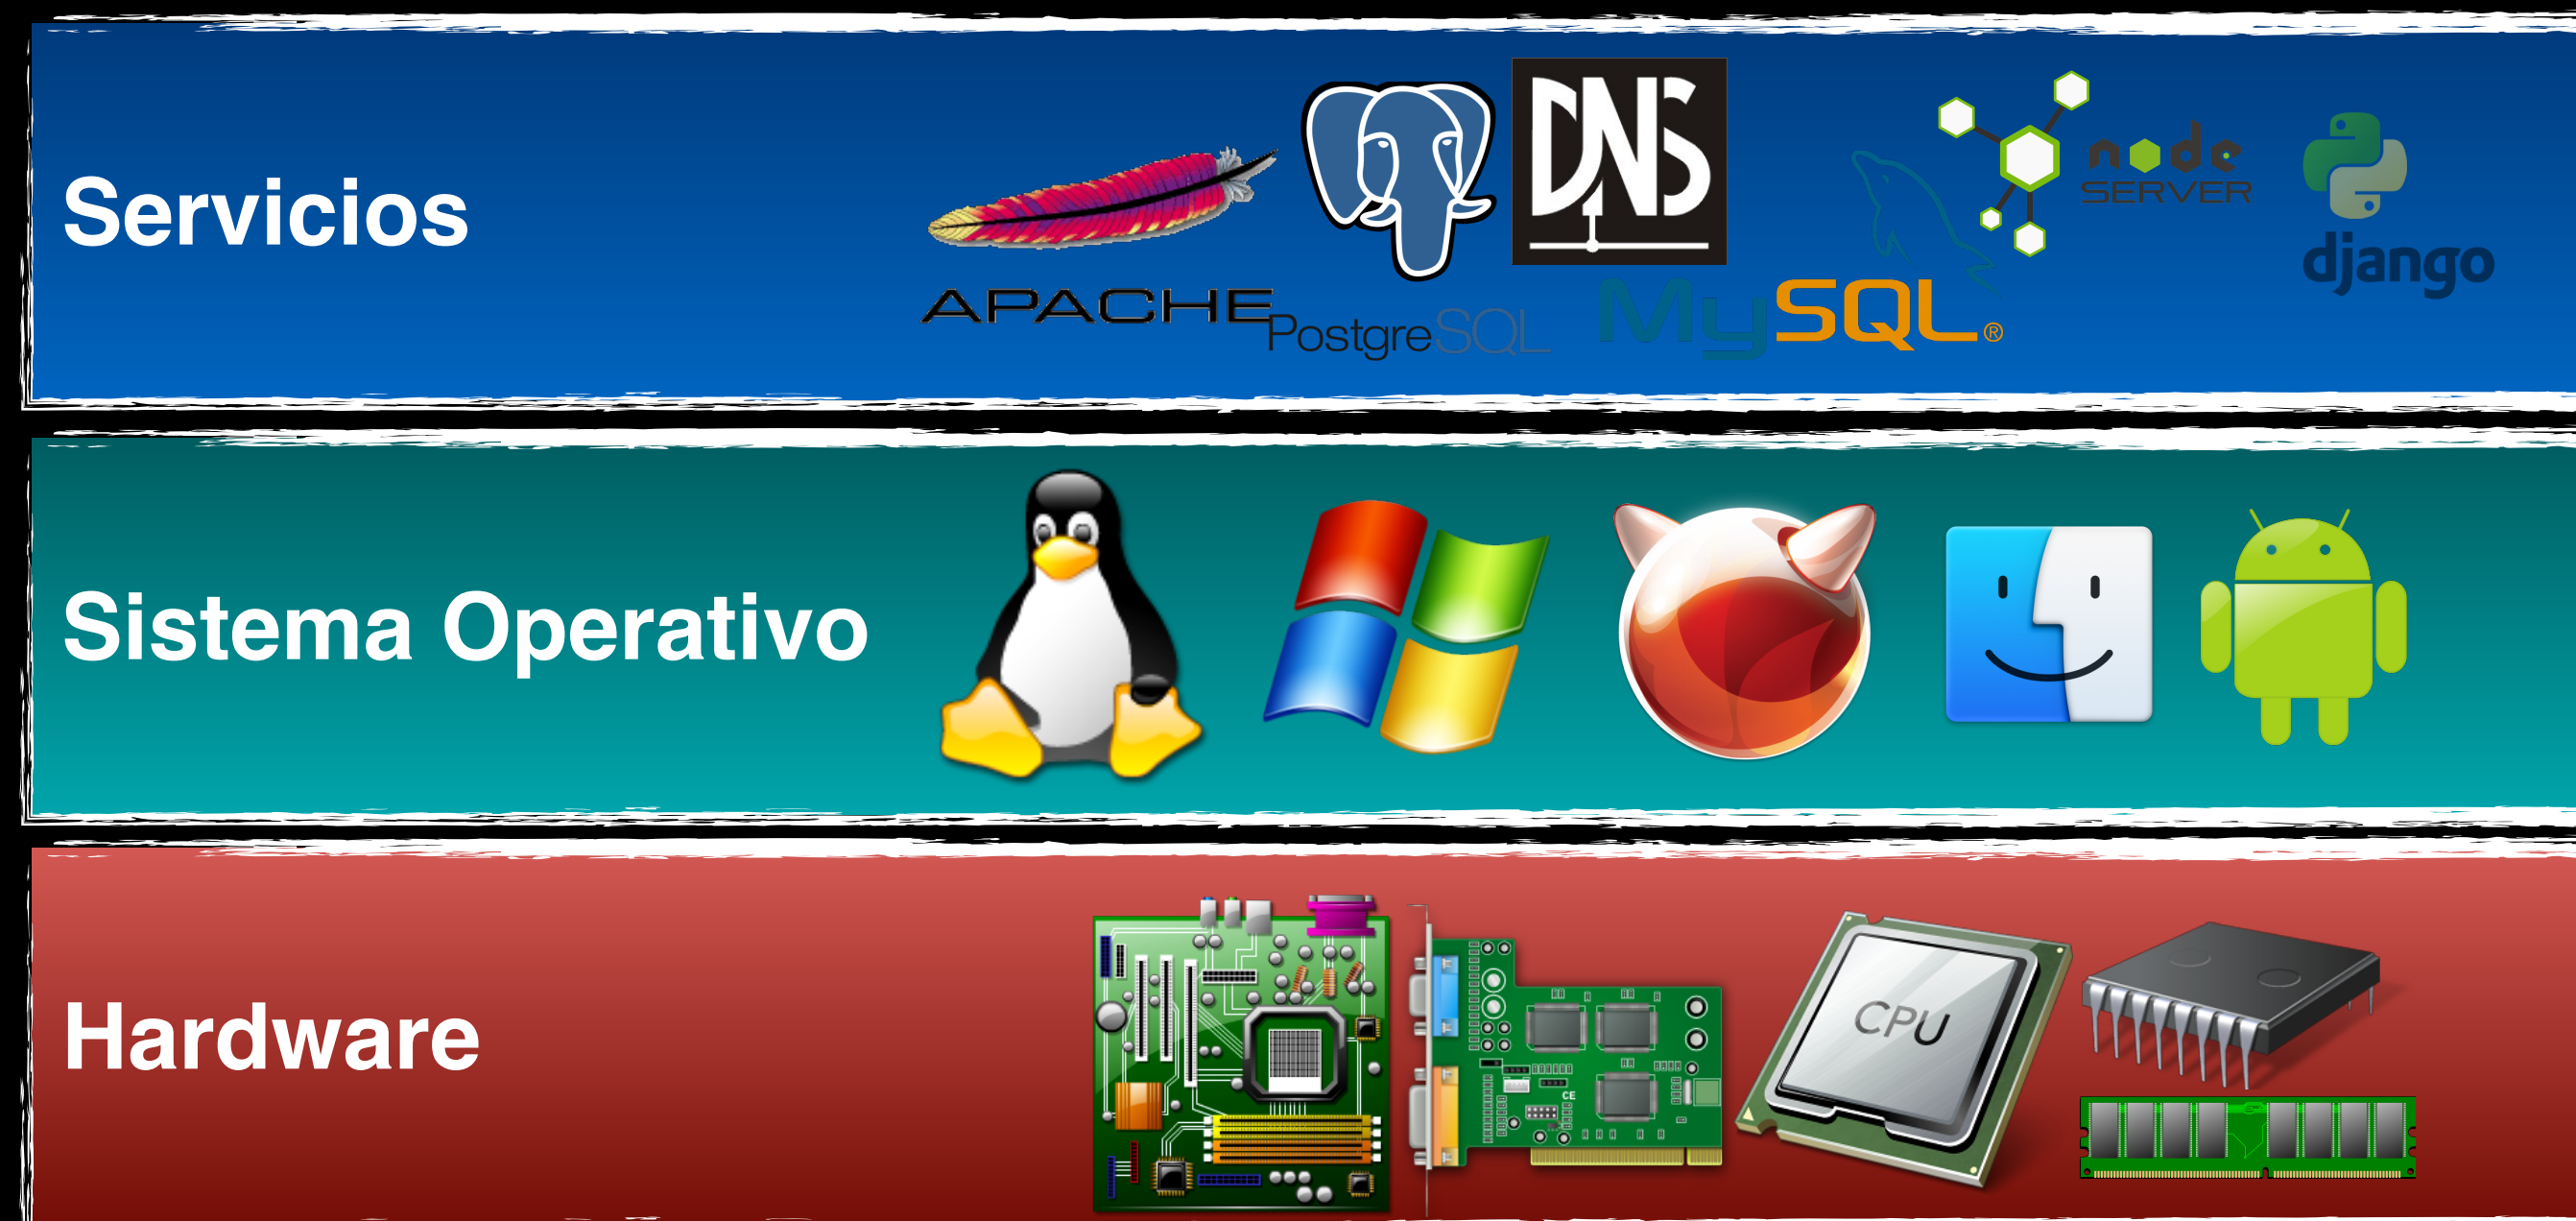 Servicios
APACHE
PostgreSQL
DNS
MySQL®
node
SERVER
django
Sistema Operativo
Hardware
CE
CPU